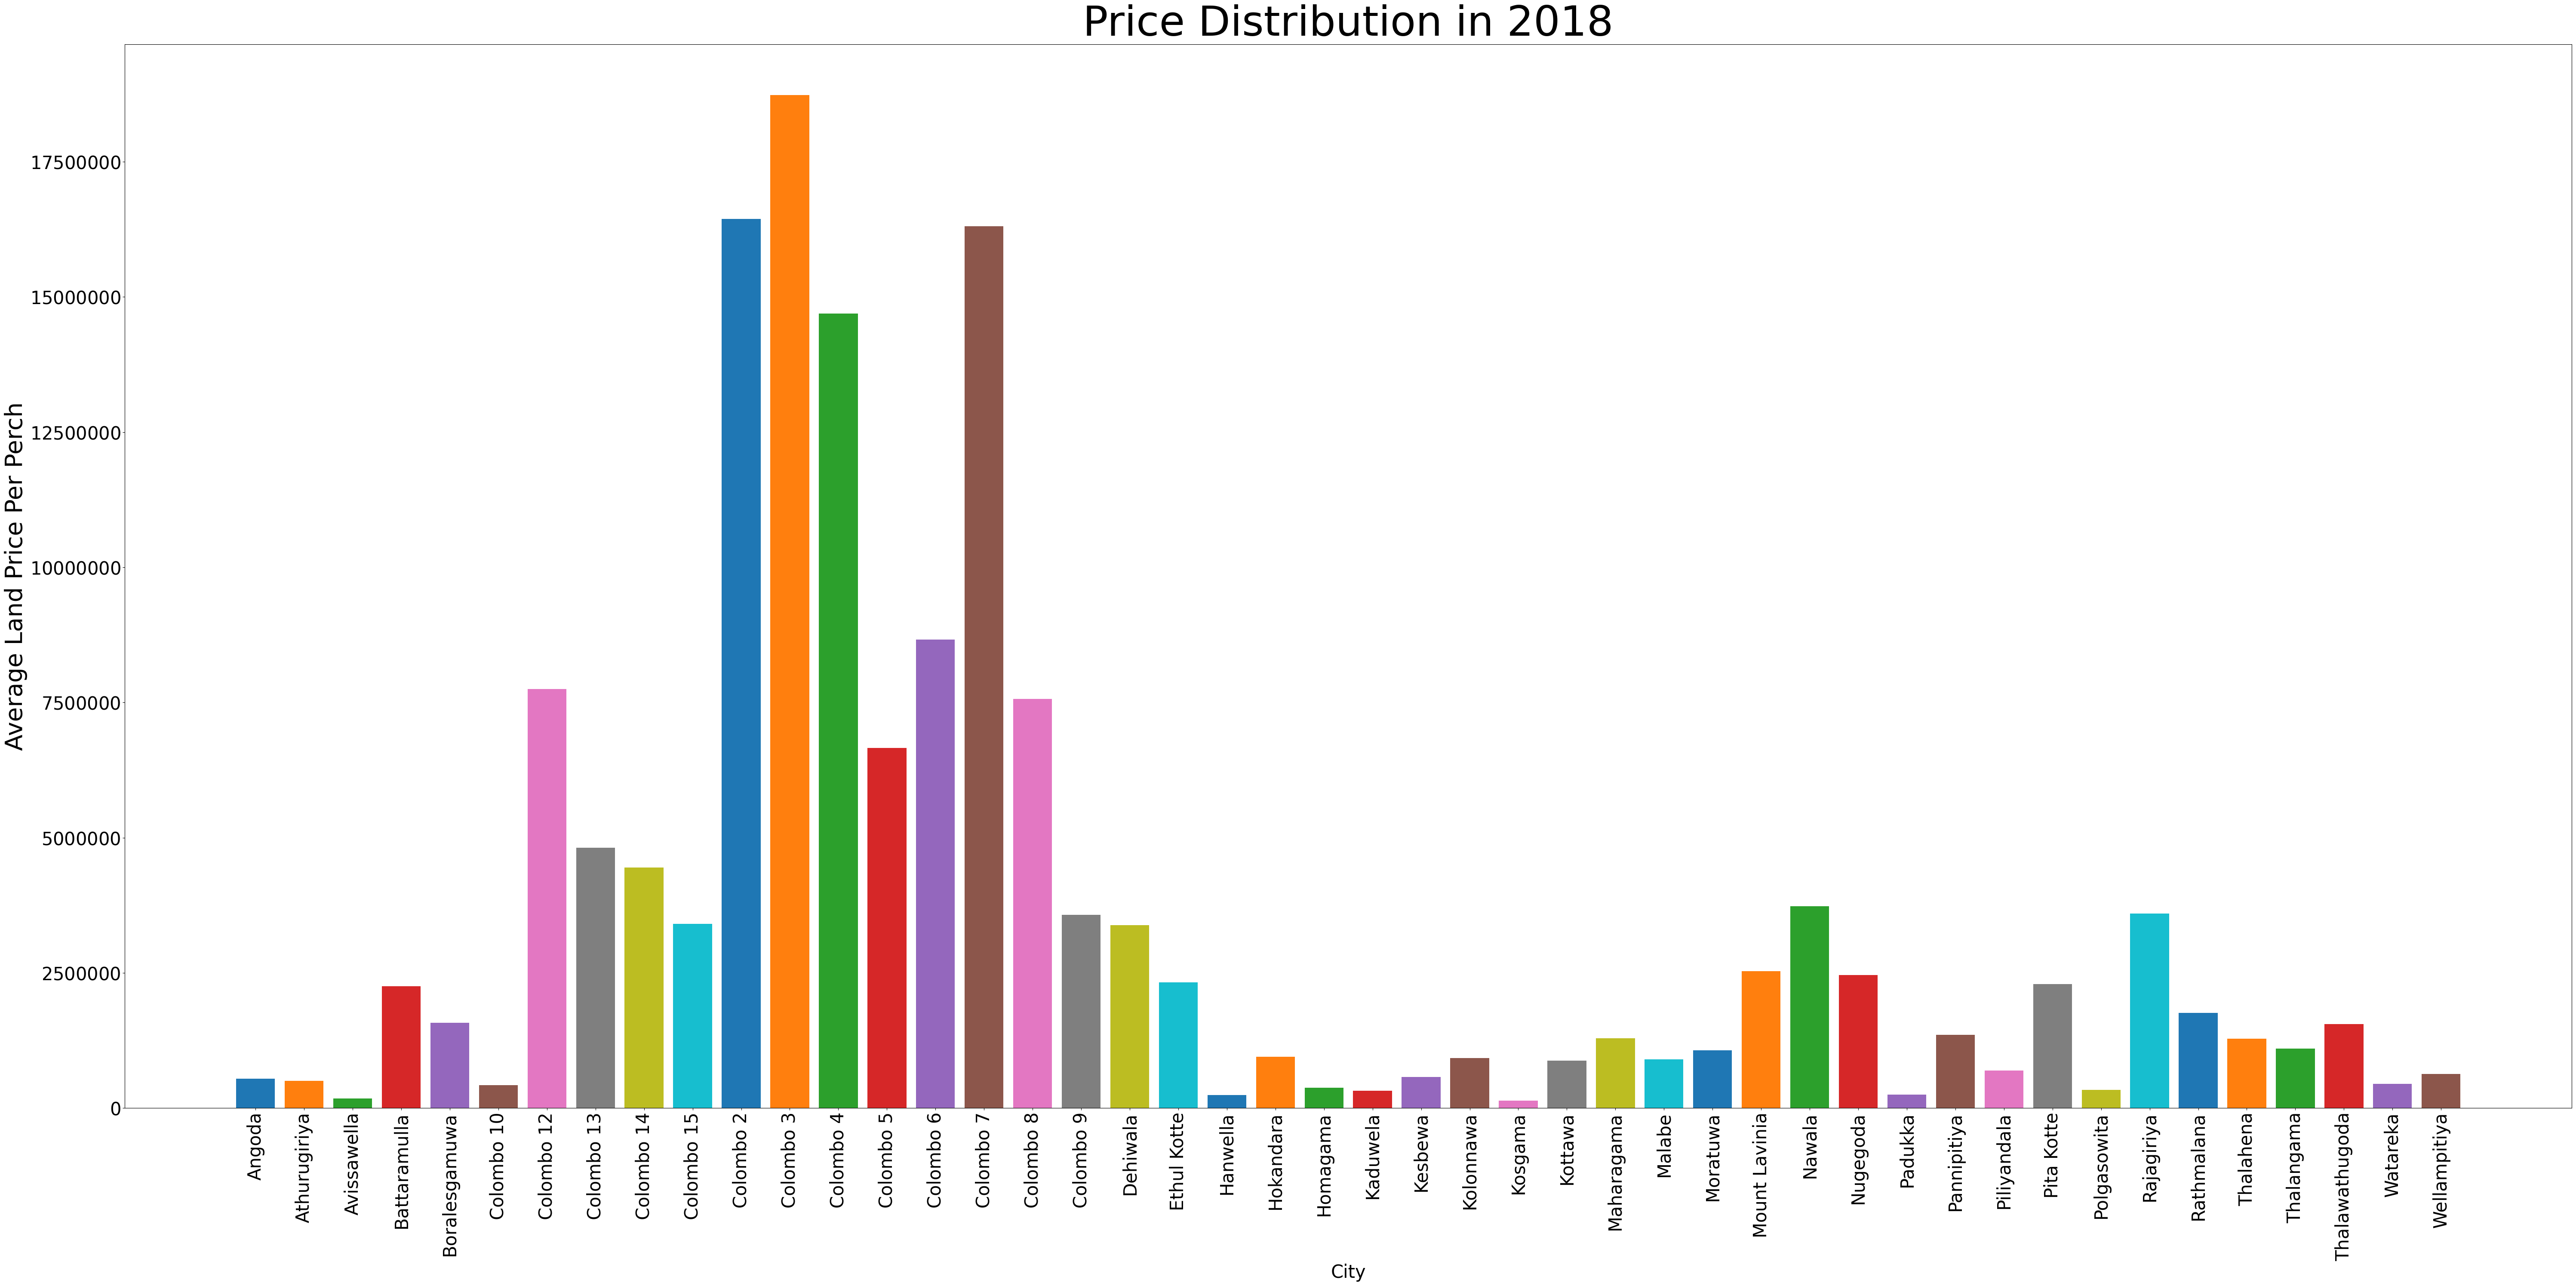 Price Distribution in 2018
Average Land Price Per Perch
17500000
15000000
12500000
10000000
7500000
5000000
2500000
0
Angoda
Athurugiriya
Avissawella
Battaramulla
Boralesgamuwa
Colombo 10
Colombo 12
Colombo 13
Colombo 14
Colombo 15
Colombo 2
Colombo 3
Colombo 4
Colombo 5
Colombo 6
Colombo 7
Colombo 8
Colombo 9
Dehiwala
Ethul Kotte
Hanwella
Hokandara
Homagama
Kaduwela
Kesbewa
Kolonnawa
Kosgama
Kottawa
Maharagama
Malabe
Moratuwa
Mount Lavinia
Nawala
Nugegoda
Padukka
Pannipitiya
Piliyandala
Pita Kotte
Polgasowita
Rajagiriya
Rathmalana
Thalahena
Thalangama
Thalawathugoda
Watareka
Wellampitiya
City